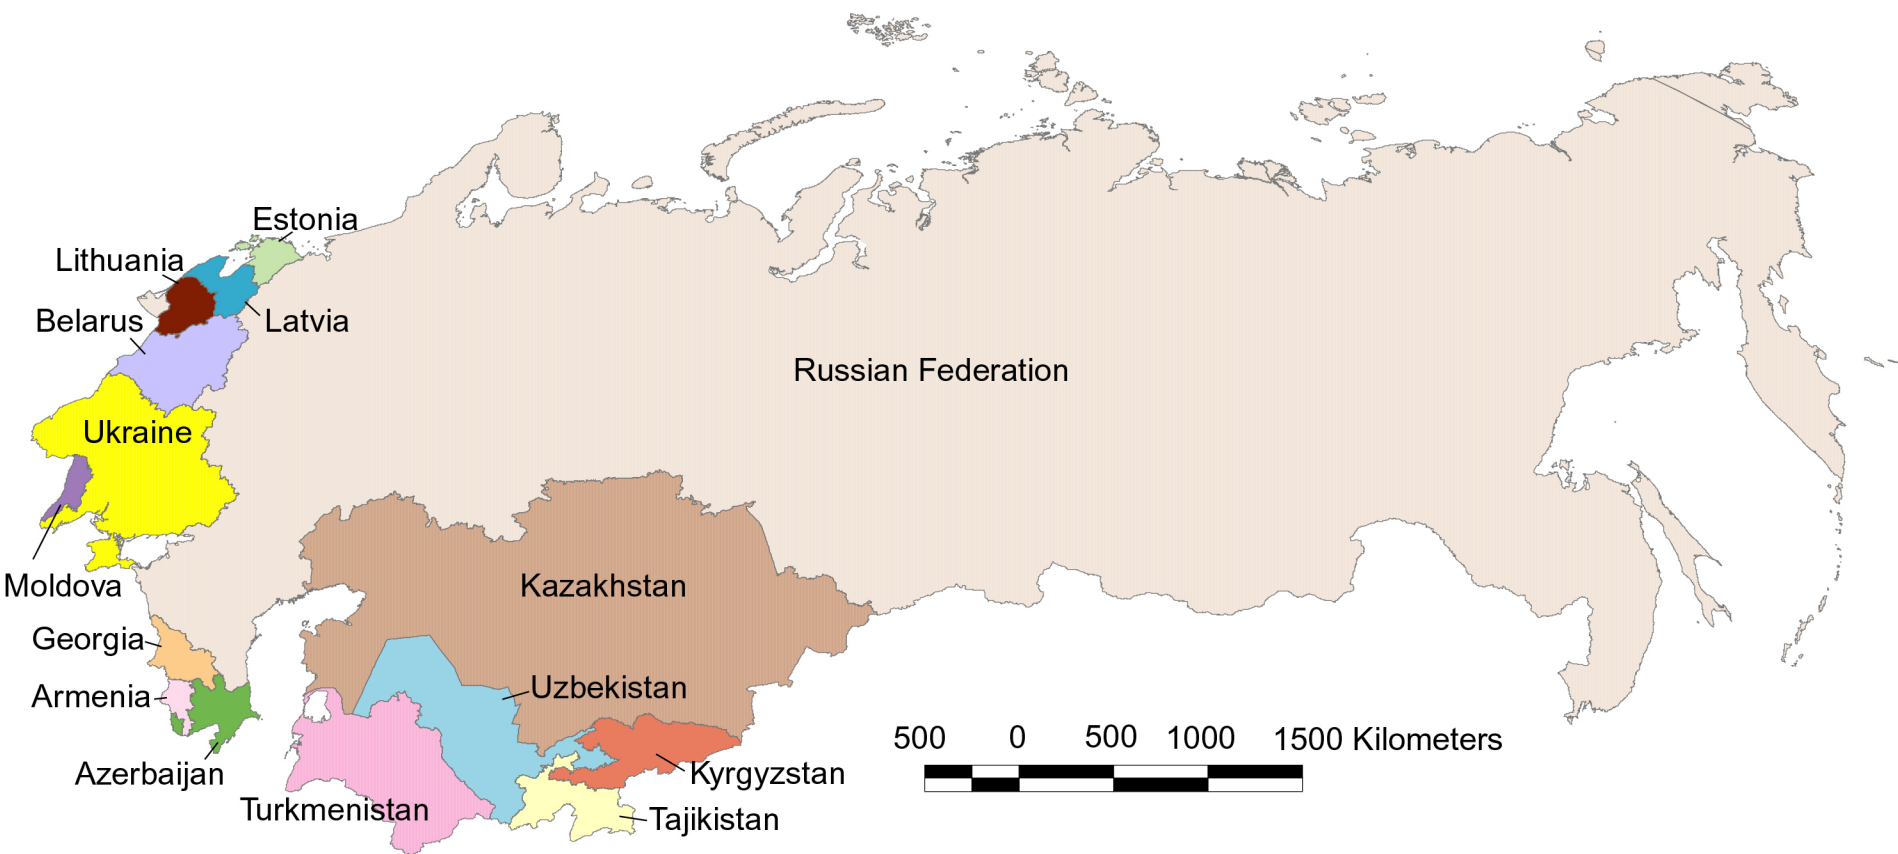 Estonia
Lithuania
Belarus
Latvia
Russian Federation
Ukraine
Moldova
Kazakhstan
Georgia
Armenia
Uzbekistan
Azerbaijan
Kyrgyzstan
Turkmenistan
Tajikistan
500 0 500 1000 1500 Kilometers